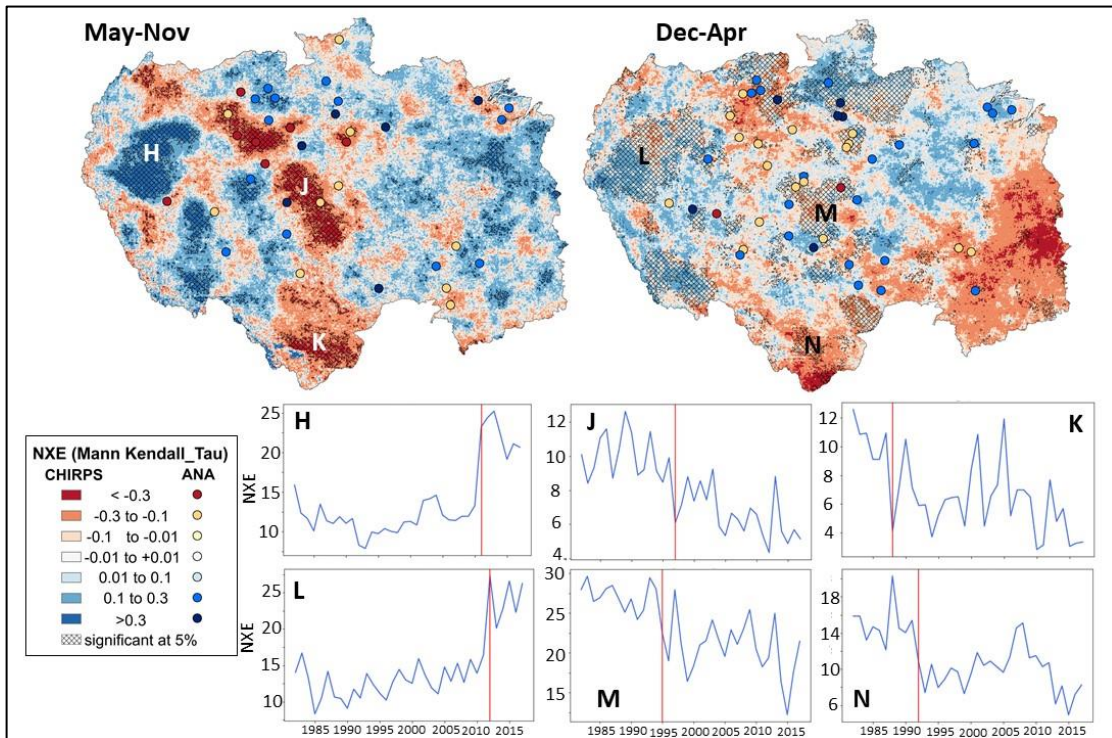 May-Nov
Dec-Apr
H
J
K
L
M
N
NXE (Mann Kendall_Tau)
CHIRPS ANA
< -0.3
-0.3 to -0.1
-0.1 to -0.01
-0.01 to +0.01
0.01 to 0.1
0.1 to 0.3
>0.3
significant at 5%
H
NXE
25
20
15
10
J
12
10
8
6
4.
K
12
10
8
6
4
L
NXE
25
20
15
10
1985 1990 1995 2000 2005 2010 2015
M
30
25
20
15
1985 1990 1995 2000 2005 2010 2015
N
18
14
10
6
1985 1990 1995 2000 2005 2010 2015